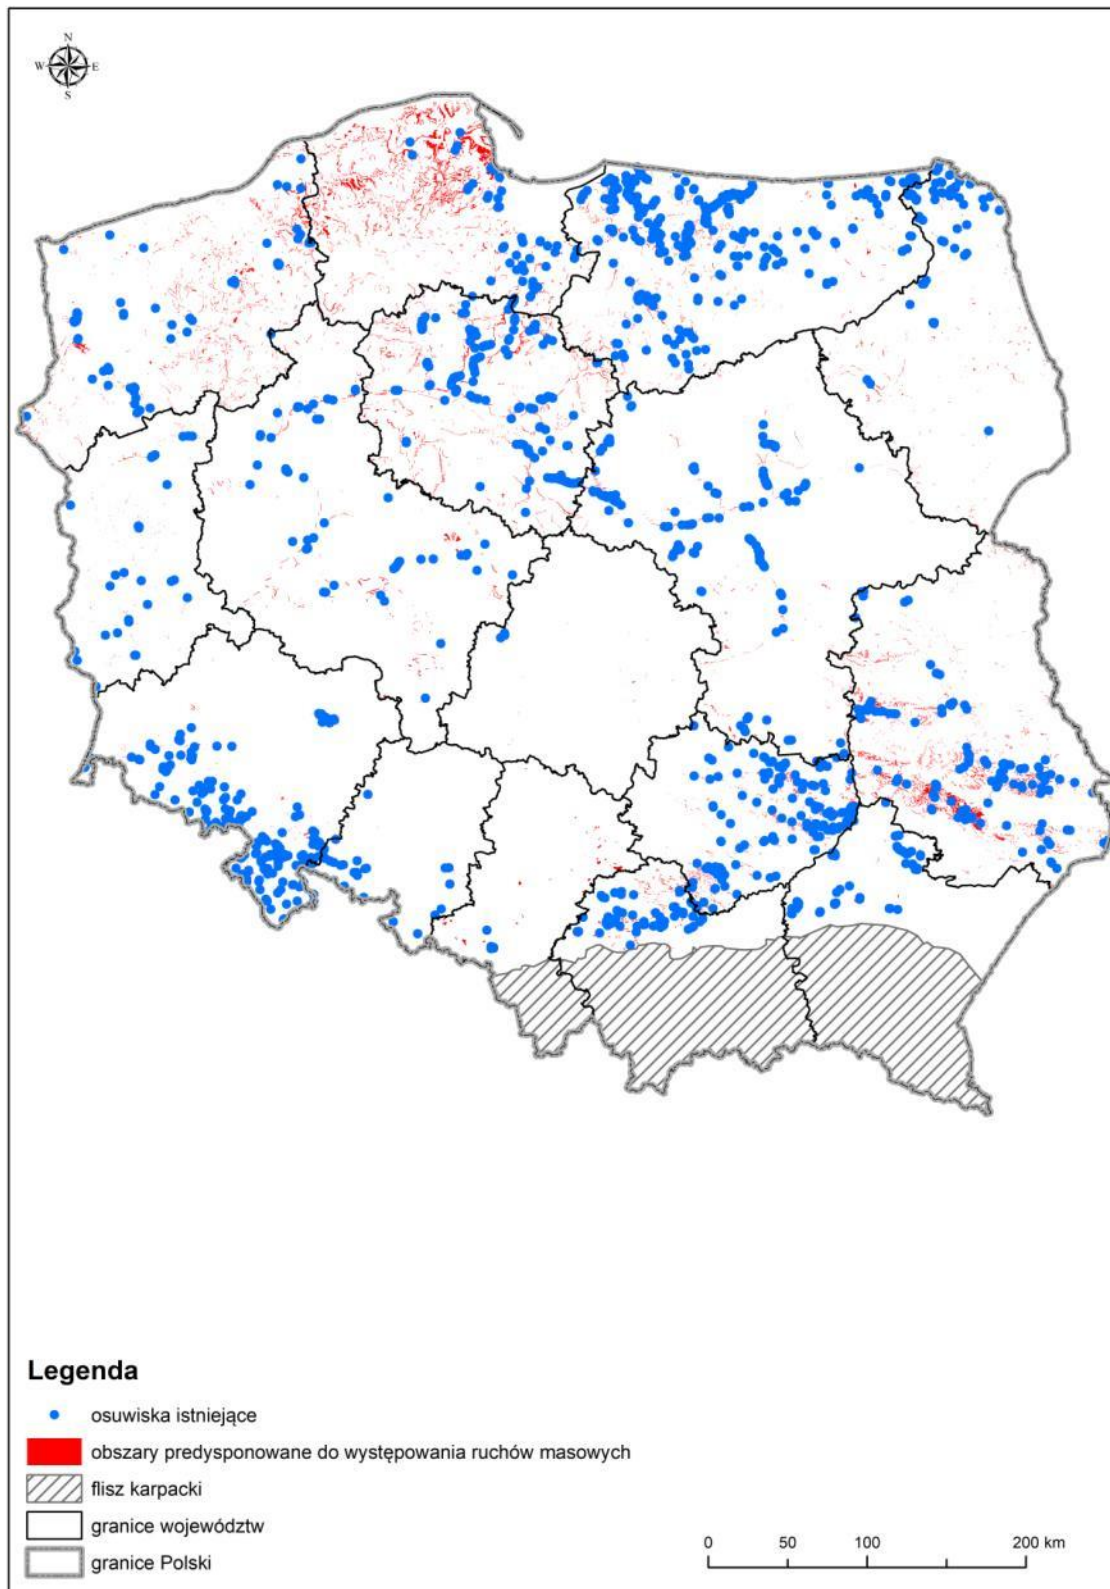 N
W E
S
Legenda
osuwiska istniejące
obszary predysponowane do występowania ruchów masowych
flisz karpacki
granice województw
granice Polski
0 50 100 200 km